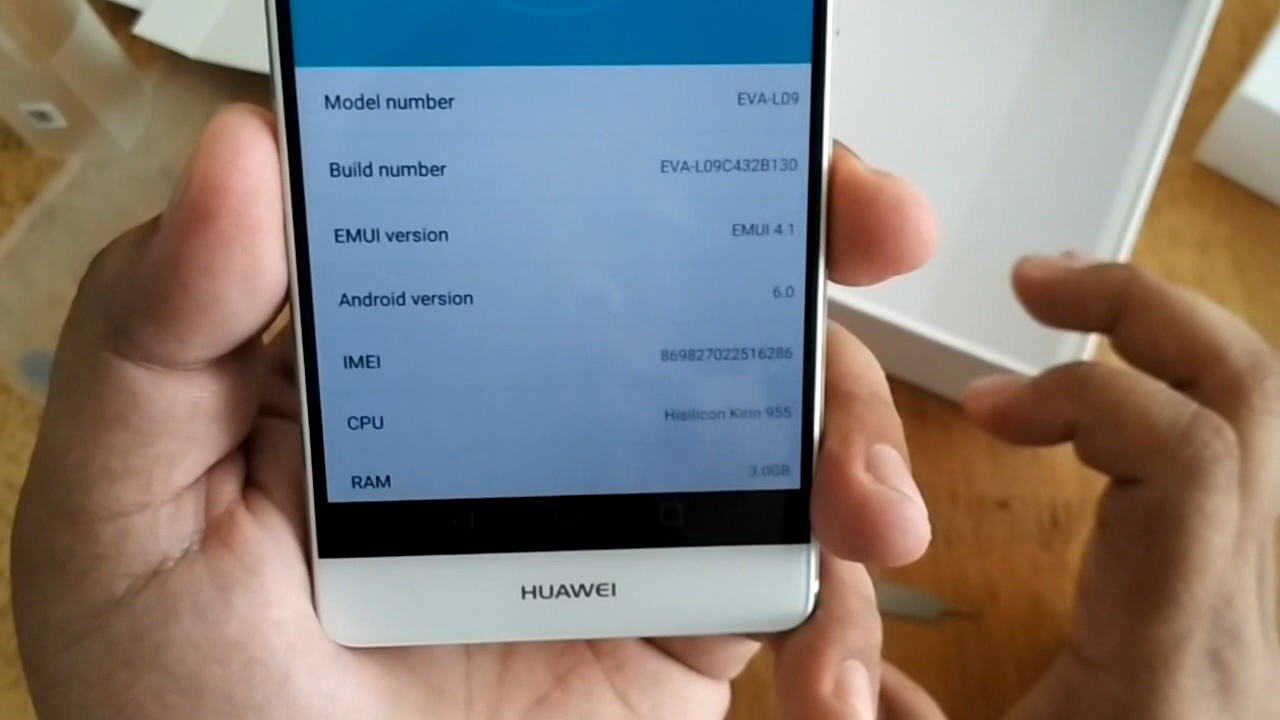 Model number EVA-L09
Build number EVA-L09C432B130
EMUI version EMUI 4.1
Android version 6.0
IMEI 869827022516286
CPU Hisilicon Kirin 955
RAM 3.0GB
HUAWEI